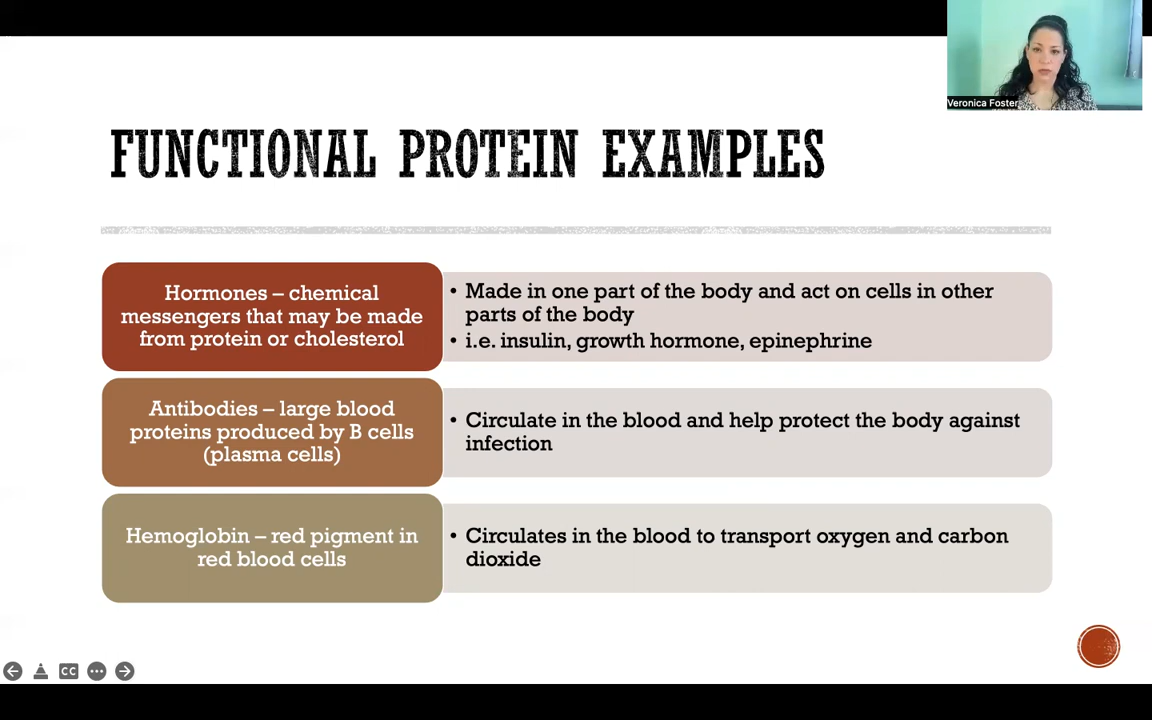 Veronica Foster
FUNCTIONAL PROTEIN EXAMPLES
Hormones – chemical
messengers that may be made
from protein or cholesterol
• Made in one part of the body and act on cells in other
parts of the body
• i.e. insulin, growth hormone, epinephrine
Antibodies – large blood
proteins produced by B cells
(plasma cells)
• Circulate in the blood and help protect the body against
infection
Hemoglobin – red pigment in
red blood cells
• Circulates in the blood to transport oxygen and carbon
dioxide
CC